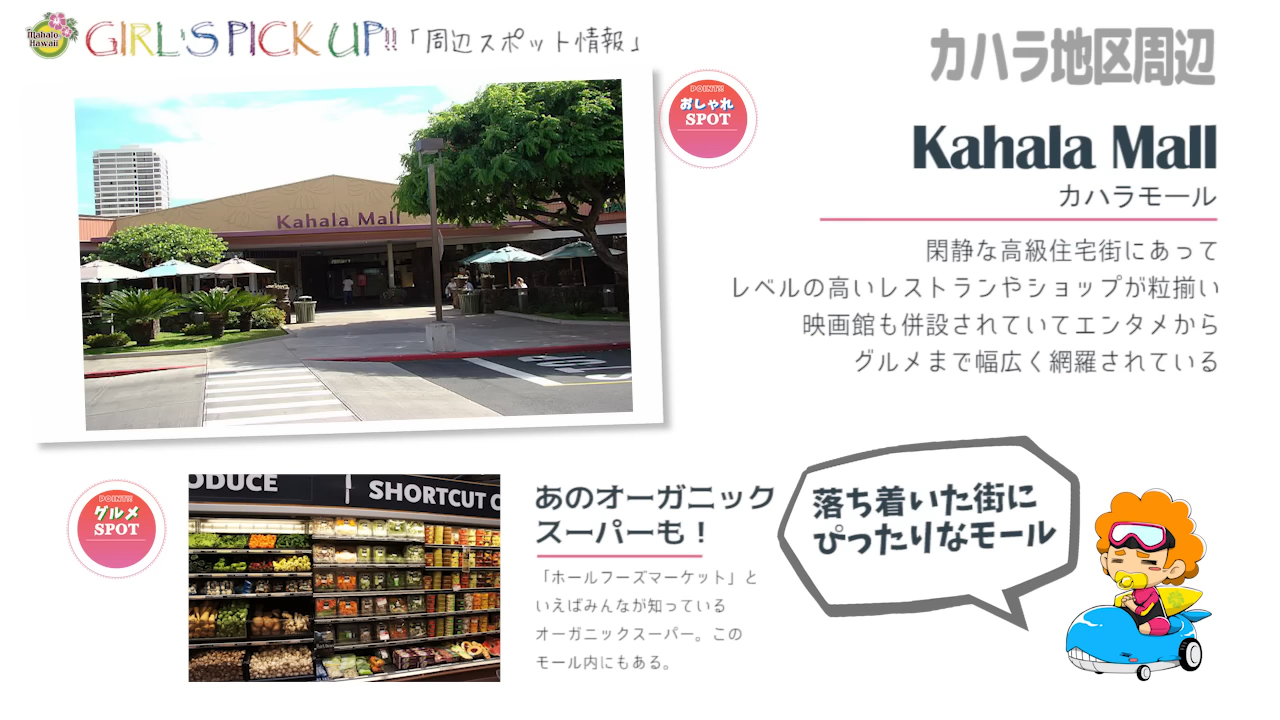 Mahalo
Hawaii
GIRL'S PICK UP!!「周辺スポット情報」
カハラ地区周辺
POINT!!
おしゃれ
SPOT
Kahala Mall
Kahala Mall
カハラモール
閑静な高級住宅街にあって
レベルの高いレストランやショップが粒揃い
映画館も併設されていてエンタメから
グルメまで幅広く網羅されている
POINT!!
グルメ
SPOT
ODUCE
SHORTCUT C
あのオーガニック
スーパーも！
「ホールフーズマーケット」と
いえばみんなが知っている
オーガニックスーパー。この
モール内にもある。
落ち着いた街に
ぴったりなモール